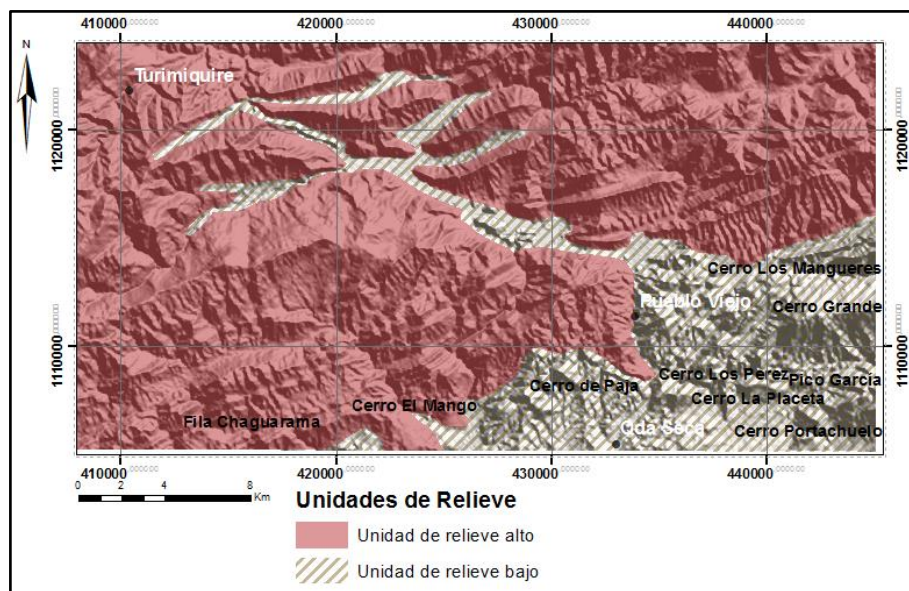 410000 420000 430000 440000
N
Turimiquire
1120000 1120000
Cerro Los Mangueres
Cerro Grande
Pueblo Viejo
1110000 1110000
Cerro Los Perez Pico García
Cerro de Paja
Cerro La Placeta
Cerro El Mango
Fila Chaguarama
Qda Seca
Cerro Portachuelo
410000 420000 430000 440000
0 2 4 8
Km
Unidades de Relieve
Unidad de relieve alto
Unidad de relieve bajo